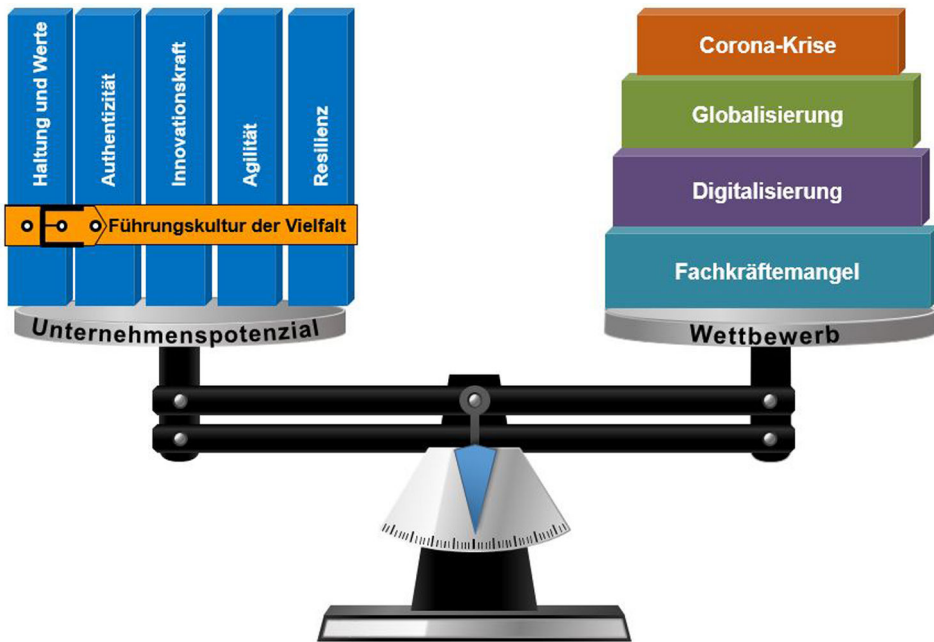 Haltung und Werte
Authentizität
Innovationskraft
Agilität
Resilienz
Führungskultur der Vielfalt
Unternehmenspotenzial
Corona-Krise
Globalisierung
Digitalisierung
Fachkräftemangel
Wettbewerb